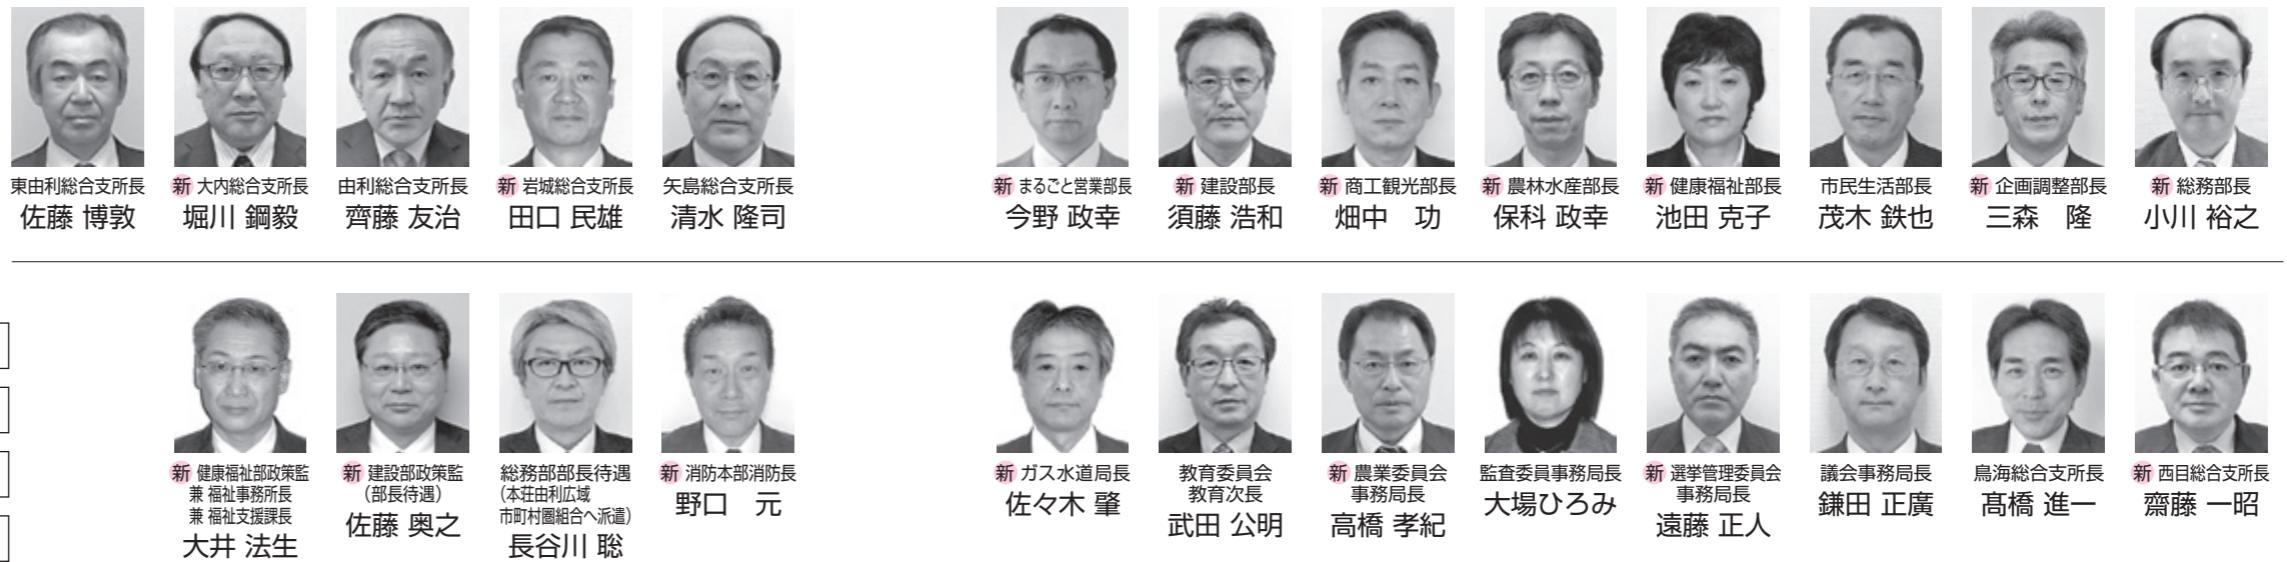 新 総務部長
小川 裕之
新 企画調整部長
三森　隆
市民生活部長
茂木 鉄也
新 健康福祉部長
池田 克子
新 農林水産部長
保科 政幸
新 商工観光部長
畑中　功
新 建設部長
須藤 浩和
新 まるごと営業部長
今野 政幸
矢島総合支所長
清水 隆司
新 岩城総合支所長
田口 民雄
由利総合支所長
齊藤 友治
新 大内総合支所長
堀川 鋼毅
東由利総合支所長
佐藤 博敦
新 西目総合支所長
齋藤 一昭
鳥海総合支所長
髙橋 進一
議会事務局長
鎌田 正廣
新 選挙管理委員会
事務局長
遠藤 正人
監査委員事務局長
大場ひろみ
新 農業委員会
事務局長
高橋 孝紀
教育委員会
教育次長
武田 公明
新 ガス水道局長
佐々木 肇
新 消防本部消防長
野口　元
総務部部長待遇
（本荘由利広域
市町村圏組合へ派遣）
長谷川 聡
新 建設部政策監
（部長待遇）
佐藤 奥之
新 健康福祉部政策監
兼 福祉事務所長
兼 福祉支援課長
大井 法生